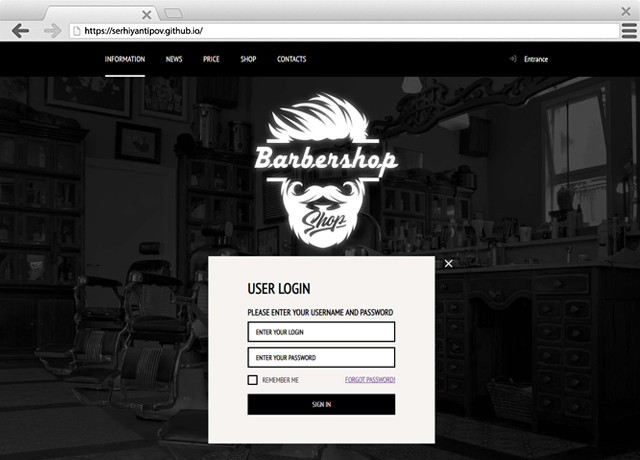 https://serhiyantipov.github.io/
INFORMATION NEWS PRICE SHOP CONTACTS Entrance
Barbershop
Shop
USER LOGIN
PLEASE ENTER YOUR USERNAME AND PASSWORD
ENTER YOUR LOGIN
ENTER YOUR PASSWORD
REMEMBER ME FORGOT PASSWORD!
SIGN IN